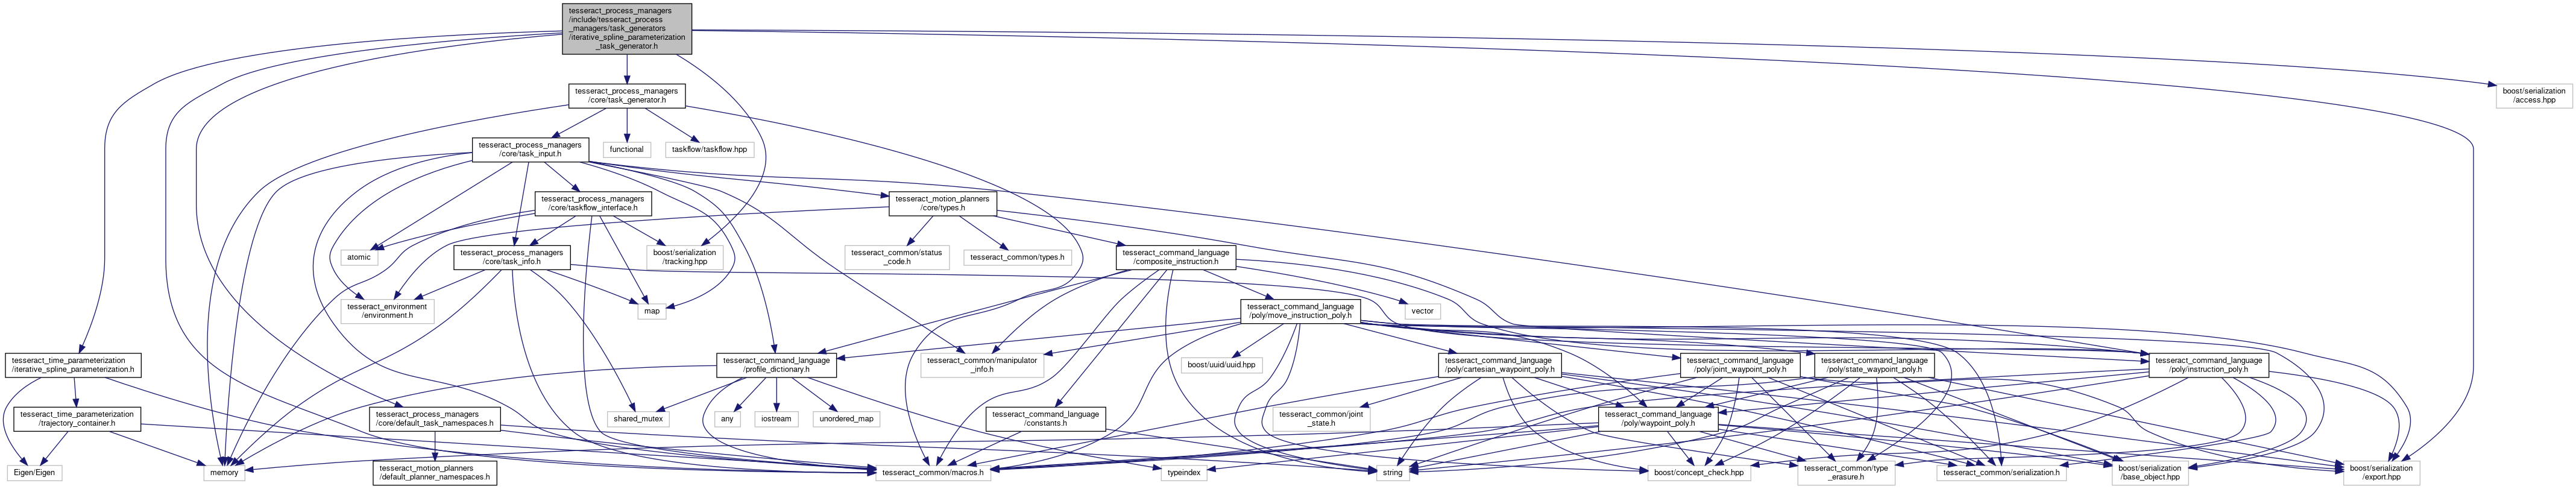 tesseract_process_managers
/include/tesseract_process
_managers/task_generators
/iterative_spline_parameterization
_task_generator.h
tesseract_process_managers
/core/task_generator.h
boost/serialization
/access.hpp
tesseract_process_managers
/core/task_input.h
functional
taskflow/taskflow.hpp
tesseract_process_managers
/core/taskflow_interface.h
tesseract_motion_planners
/core/types.h
atomic
tesseract_process_managers
/core/task_info.h
boost/serialization
/tracking.hpp
tesseract_common/status
_code.h
tesseract_common/types.h
tesseract_command_language
/composite_instruction.h
tesseract_environment
/environment.h
map
tesseract_command_language
/poly/move_instruction_poly.h
vector
tesseract_time_parameterization
/iterative_spline_parameterization.h
tesseract_command_language
/profile_dictionary.h
tesseract_common/manipulator
_info.h
boost/uuid/uuid.hpp
tesseract_command_language
/poly/cartesian_waypoint_poly.h
tesseract_command_language
/poly/joint_waypoint_poly.h
tesseract_command_language
/poly/state_waypoint_poly.h
tesseract_command_language
/poly/instruction_poly.h
tesseract_time_parameterization
/trajectory_container.h
tesseract_process_managers
/core/default_task_namespaces.h
shared_mutex
any
iostream
unordered_map
tesseract_command_language
/constants.h
tesseract_common/joint
_state.h
tesseract_command_language
/poly/waypoint_poly.h
Eigen/Eigen
memory
tesseract_motion_planners
/default_planner_namespaces.h
tesseract_common/macros.h
typeindex
string
boost/concept_check.hpp
tesseract_common/type
_erasure.h
tesseract_common/serialization.h
boost/serialization
/base_object.hpp
boost/serialization
/export.hpp